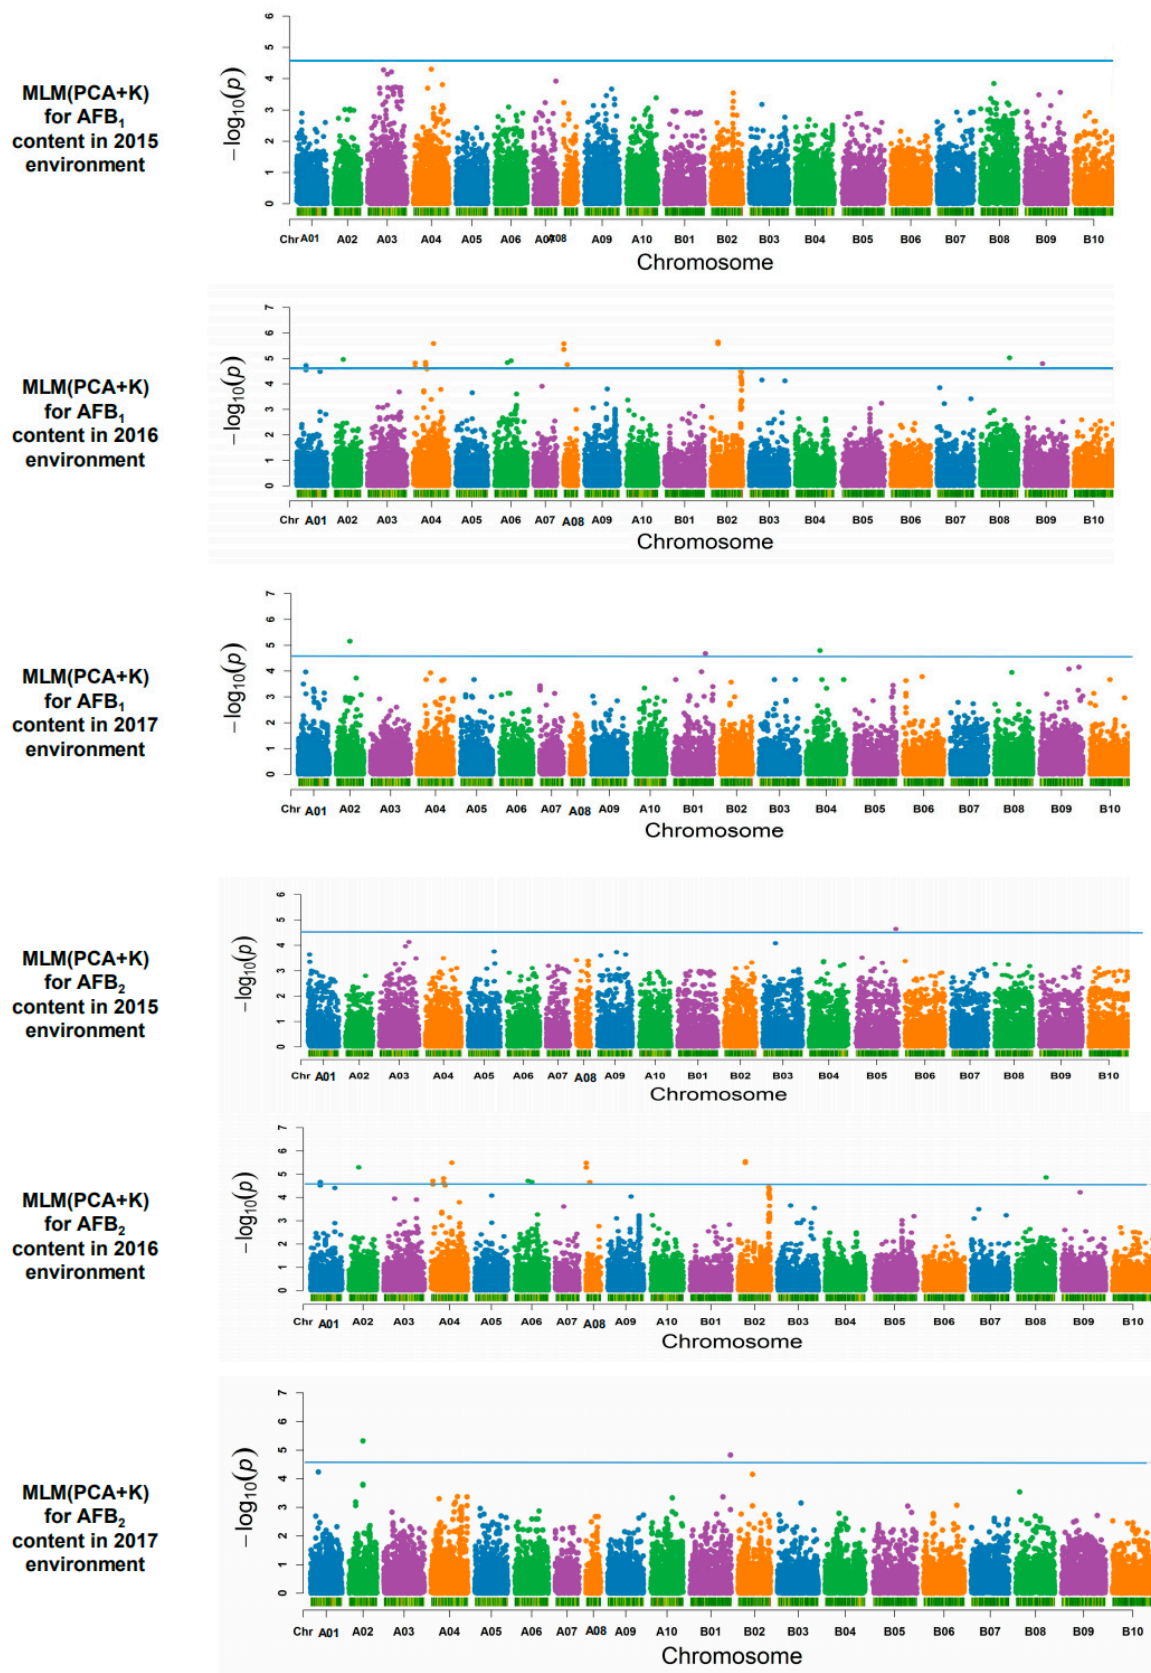 MLM(PCA+K)
for AFB₁
content in 2015
environment
−log₁₀(p)
6
5
4
3
2
1
0
Chr A01 A02 A03 A04 A05 A06 A07 A08 A09 A10 B01 B02 B03 B04 B05 B06 B07 B08 B09 B10
Chromosome
MLM(PCA+K)
for AFB₁
content in 2016
environment
−log₁₀(p)
7
6
5
4
3
2
1
0
Chr A01 A02 A03 A04 A05 A06 A07 A08 A09 A10 B01 B02 B03 B04 B05 B06 B07 B08 B09 B10
Chromosome
MLM(PCA+K)
for AFB₁
content in 2017
environment
−log₁₀(p)
7
6
5
4
3
2
1
0
Chr A01 A02 A03 A04 A05 A06 A07 A08 A09 A10 B01 B02 B03 B04 B05 B06 B07 B08 B09 B10
Chromosome
MLM(PCA+K)
for AFB₂
content in 2015
environment
−log₁₀(p)
6
5
4
3
2
1
0
Chr A01 A02 A03 A04 A05 A06 A07 A08 A09 A10 B01 B02 B03 B04 B05 B06 B07 B08 B09 B10
Chromosome
MLM(PCA+K)
for AFB₂
content in 2016
environment
−log₁₀(p)
7
6
5
4
3
2
1
0
Chr A01 A02 A03 A04 A05 A06 A07 A08 A09 A10 B01 B02 B03 B04 B05 B06 B07 B08 B09 B10
Chromosome
MLM(PCA+K)
for AFB₂
content in 2017
environment
−log₁₀(p)
7
6
5
4
3
2
1
0
Chr A01 A02 A03 A04 A05 A06 A07 A08 A09 A10 B01 B02 B03 B04 B05 B06 B07 B08 B09 B10
Chromosome